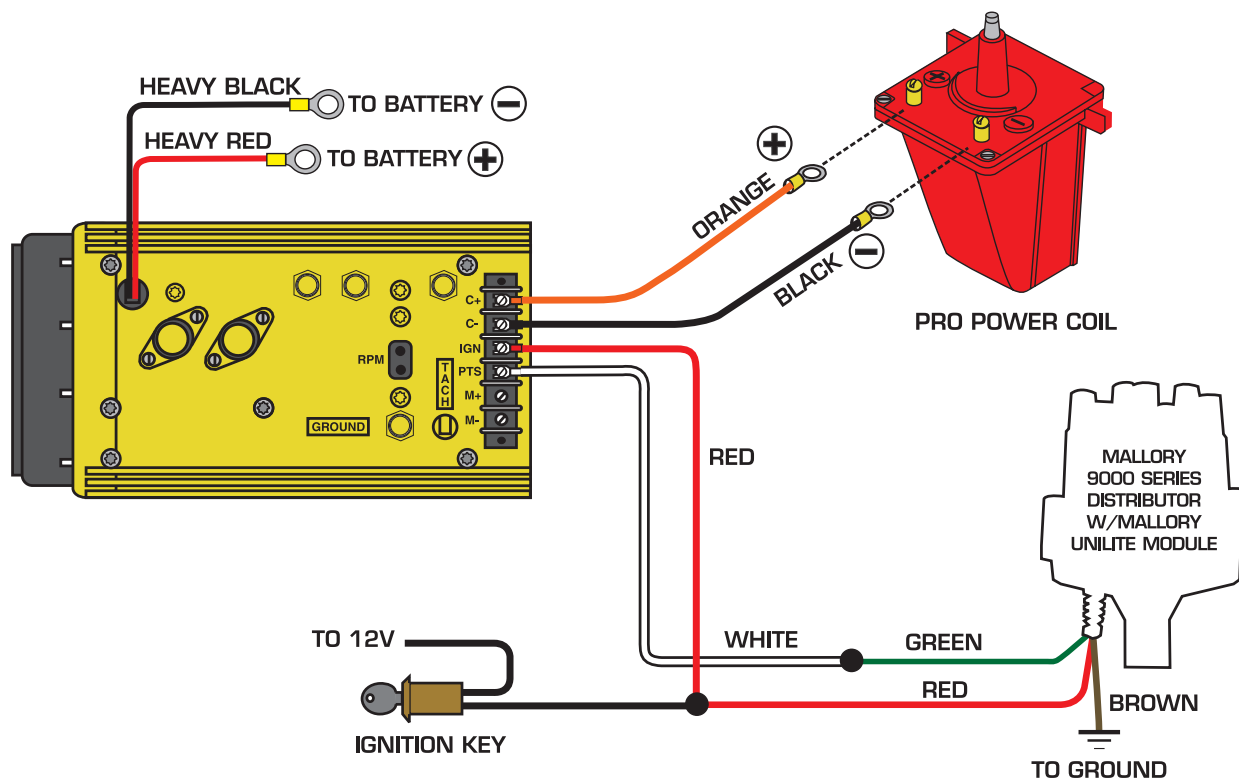 HEAVY BLACK
TO BATTERY −
HEAVY RED
TO BATTERY +
+
ORANGE
BLACK
−
+
−
PRO POWER COIL
C+
C-
IGN
PTS
M+
M-
RPM
TACH
GROUND
RED
MALLORY
9000 SERIES
DISTRIBUTOR
W/MALLORY
UNILITE MODULE
TO 12V
WHITE
GREEN
RED
BROWN
IGNITION KEY
TO GROUND